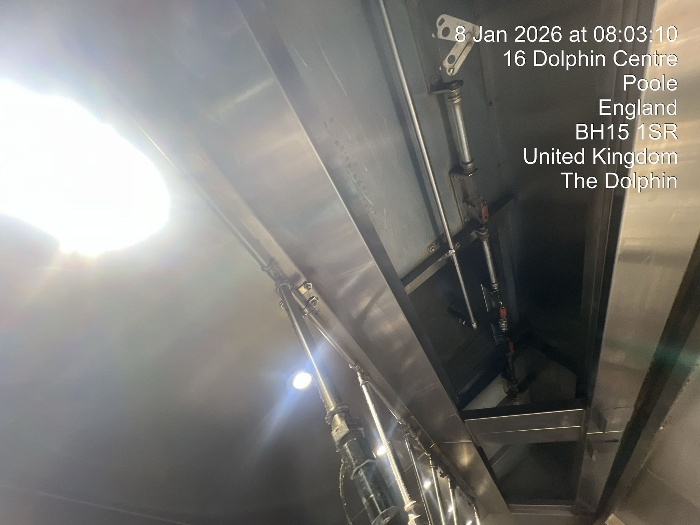 8 Jan 2026 at 08:03:10
16 Dolphin Centre
Poole
England
BH15 1SR
United Kingdom
The Dolphin